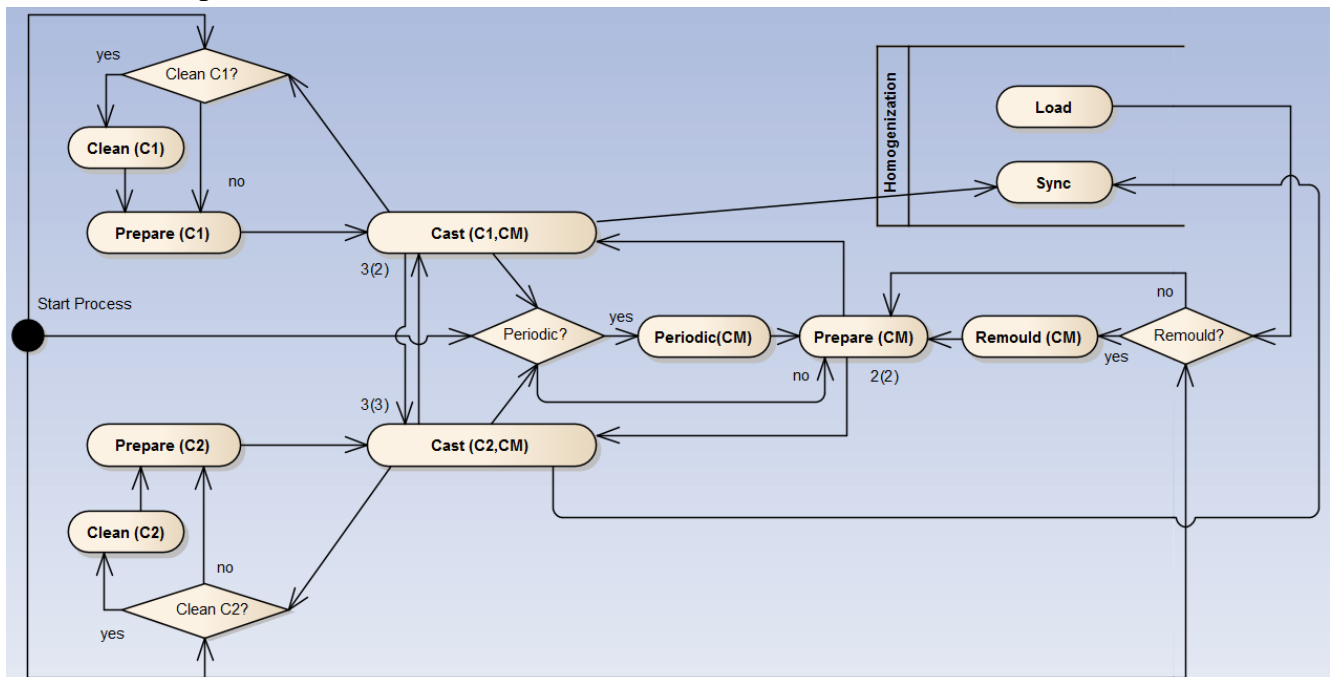 yes
Clean C1?
Homogenization
Load
Clean (C1)
no
Sync
Prepare (C1)
Cast (C1,CM)
3(2)
no
Start Process
yes
Periodic?
Periodic(CM)
Prepare (CM)
Remould (CM)
Remould?
yes
no
2(2)
3(3)
Prepare (C2)
Cast (C2,CM)
Clean (C2)
no
Clean C2?
yes